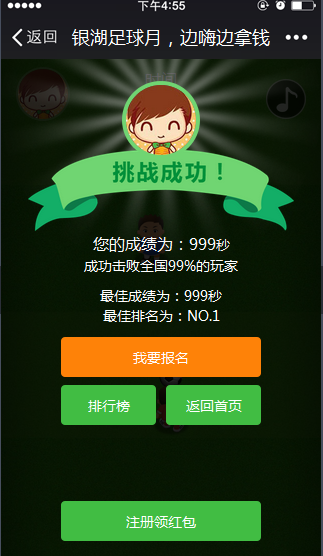 下午4:55
返回
银湖足球月，边嗨边拿钱
挑战成功！
您的成绩为：999秒
成功击败全国99%的玩家
最佳成绩为：999秒
最佳排名为：NO.1
我要报名
排行榜
返回首页
注册领红包